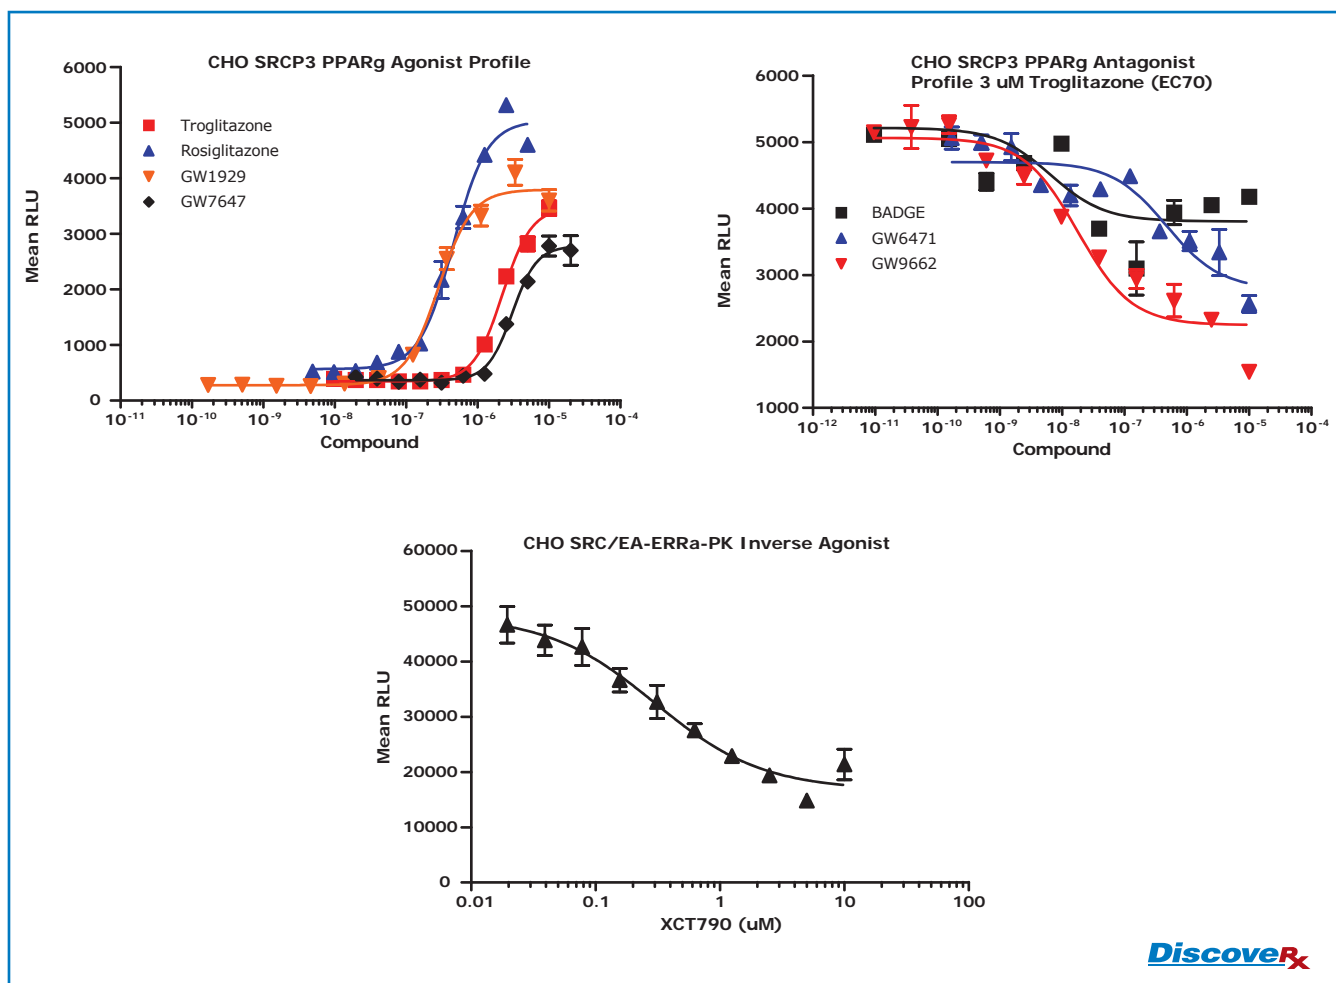 CHO SRCP3 PPARg Agonist Profile
6000
5000
4000
3000
2000
1000
0
Mean RLU
Troglitazone
Rosiglitazone
GW1929
GW7647
10-11 10-10 10-9 10-8 10-7 10-6 10-5 10-4
Compound
CHO SRCP3 PPARg Antagonist
Profile 3 uM Troglitazone (EC70)
6000
5000
4000
3000
2000
1000
Mean RLU
BADGE
GW6471
GW9662
10-12 10-11 10-10 10-9 10-8 10-7 10-6 10-5 10-4
Compound
CHO SRC/EA-ERRa-PK Inverse Agonist
60000
50000
40000
30000
20000
10000
0
Mean RLU
0.01 0.1 1 10 100
XCT790 (uM)
DiscoveRx